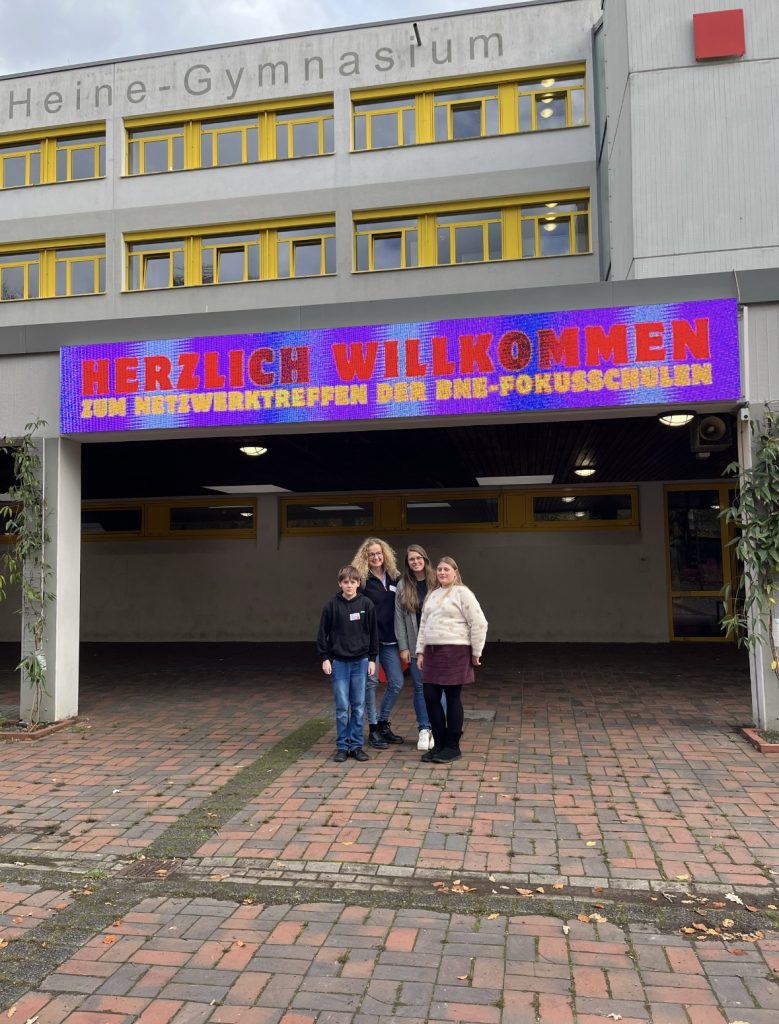 Heine-Gymnasium
HERZLICH WILLKOMMEN
ZUM NETZWERKTREFFEN DER BNE-FOKUSSCHULEN